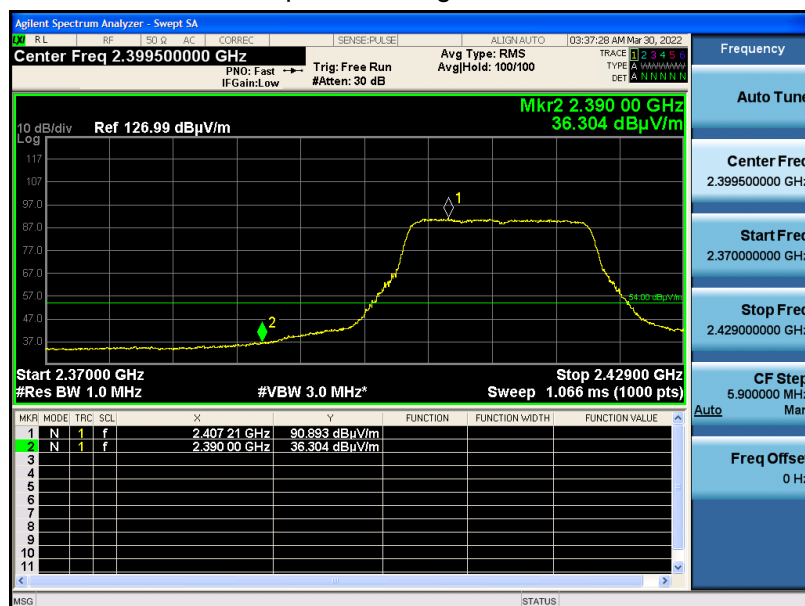 Agilent Spectrum Analyzer - Swept SA
LXI RL RF 50 Ω AC CORREC SENSE:PULSE ALIGN AUTO 03:37:28 AM Mar 30, 2022
Center Freq 2.399500000 GHz
PNO: Fast
IFGain:Low
Trig: Free Run
#Atten: 30 dB
Avg Type: RMS
Avg|Hold: 100/100
TRACE 1 2 3 4 5 6
TYPE A WWWWW
DET A N N N N N
Mkr2 2.390 00 GHz
36.304 dBµV/m
10 dB/div Ref 126.99 dBµV/m
Log
117
107
97.0
87.0
77.0
67.0
57.0
47.0
37.0
1
2
54.00 dBµV/m
Start 2.37000 GHz Stop 2.42900 GHz
#Res BW 1.0 MHz #VBW 3.0 MHz* Sweep 1.066 ms (1000 pts)
MKR MODE TRC SCL X Y FUNCTION FUNCTION WIDTH FUNCTION VALUE
1 N 1 f 2.407 21 GHz 90.893 dBµV/m
2 N 1 f 2.390 00 GHz 36.304 dBµV/m
3
4
5
6
7
8
9
10
11
MSG STATUS
Frequency
Auto Tune
Center Freq
2.399500000 GHz
Start Freq
2.370000000 GHz
Stop Freq
2.429000000 GHz
CF Step
5.900000 MHz
Auto Man
Freq Offset
0 Hz